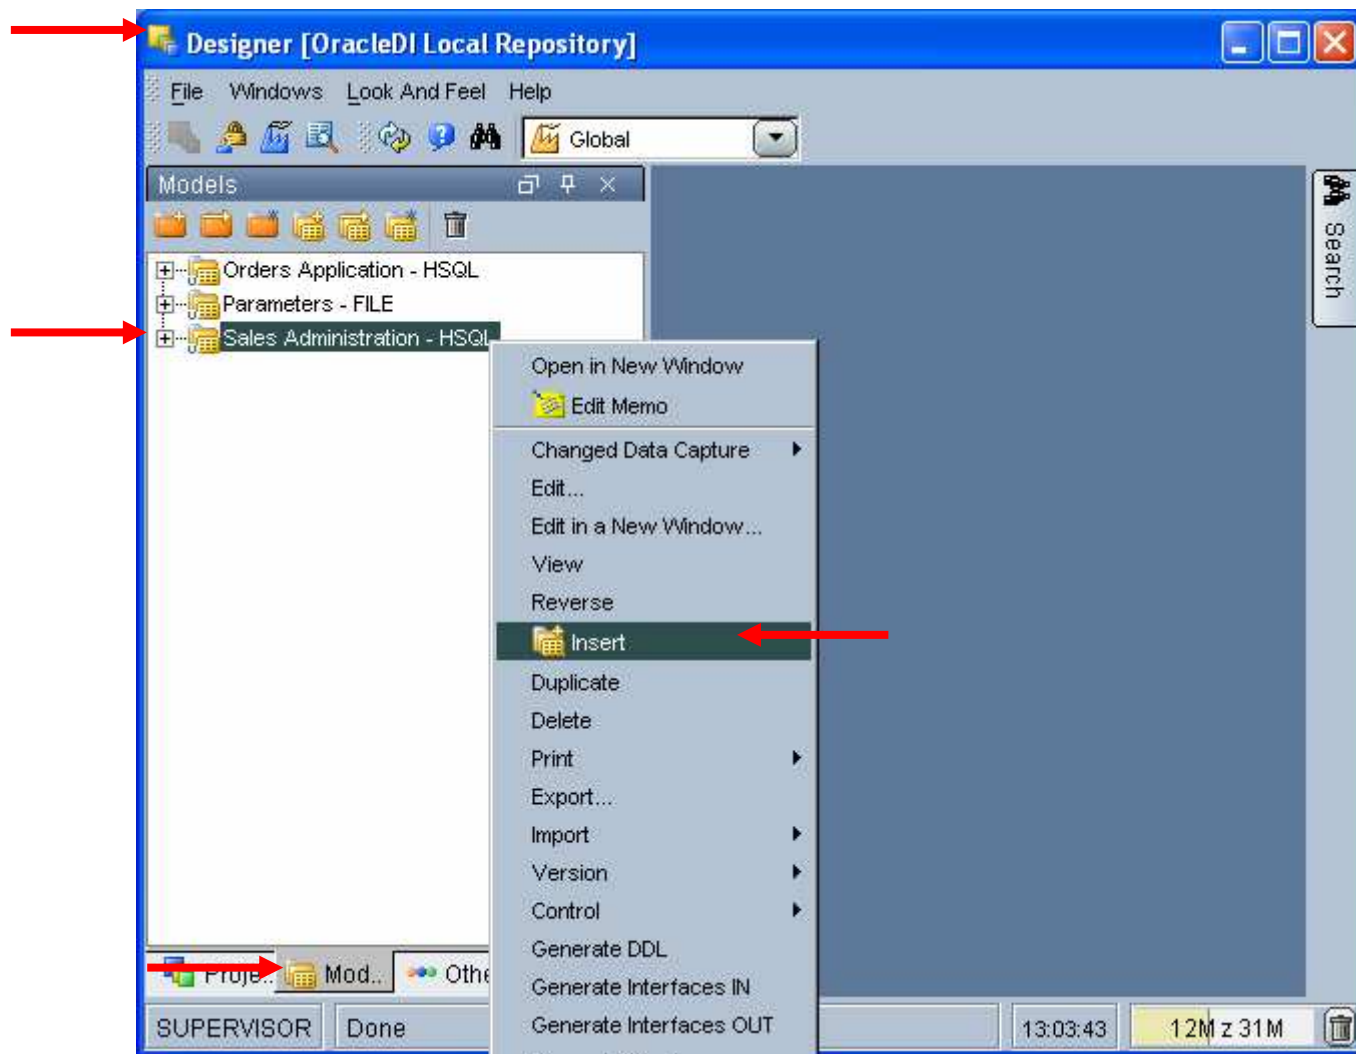 Designer [OracleDI Local Repository]
File Windows Look And Feel Help
Global
Models
Search
Orders Application - HSQL
Parameters - FILE
Sales Administration - HSQL
Open in New Window
Edit Memo
Changed Data Capture
Edit...
Edit in a New Window...
View
Reverse
Insert
Duplicate
Delete
Print
Export...
Import
Version
Control
Generate DDL
Generate Interfaces IN
Generate Interfaces OUT
Proje.. Mod.. Othe
SUPERVISOR Done 13:03:43 12M z 31M